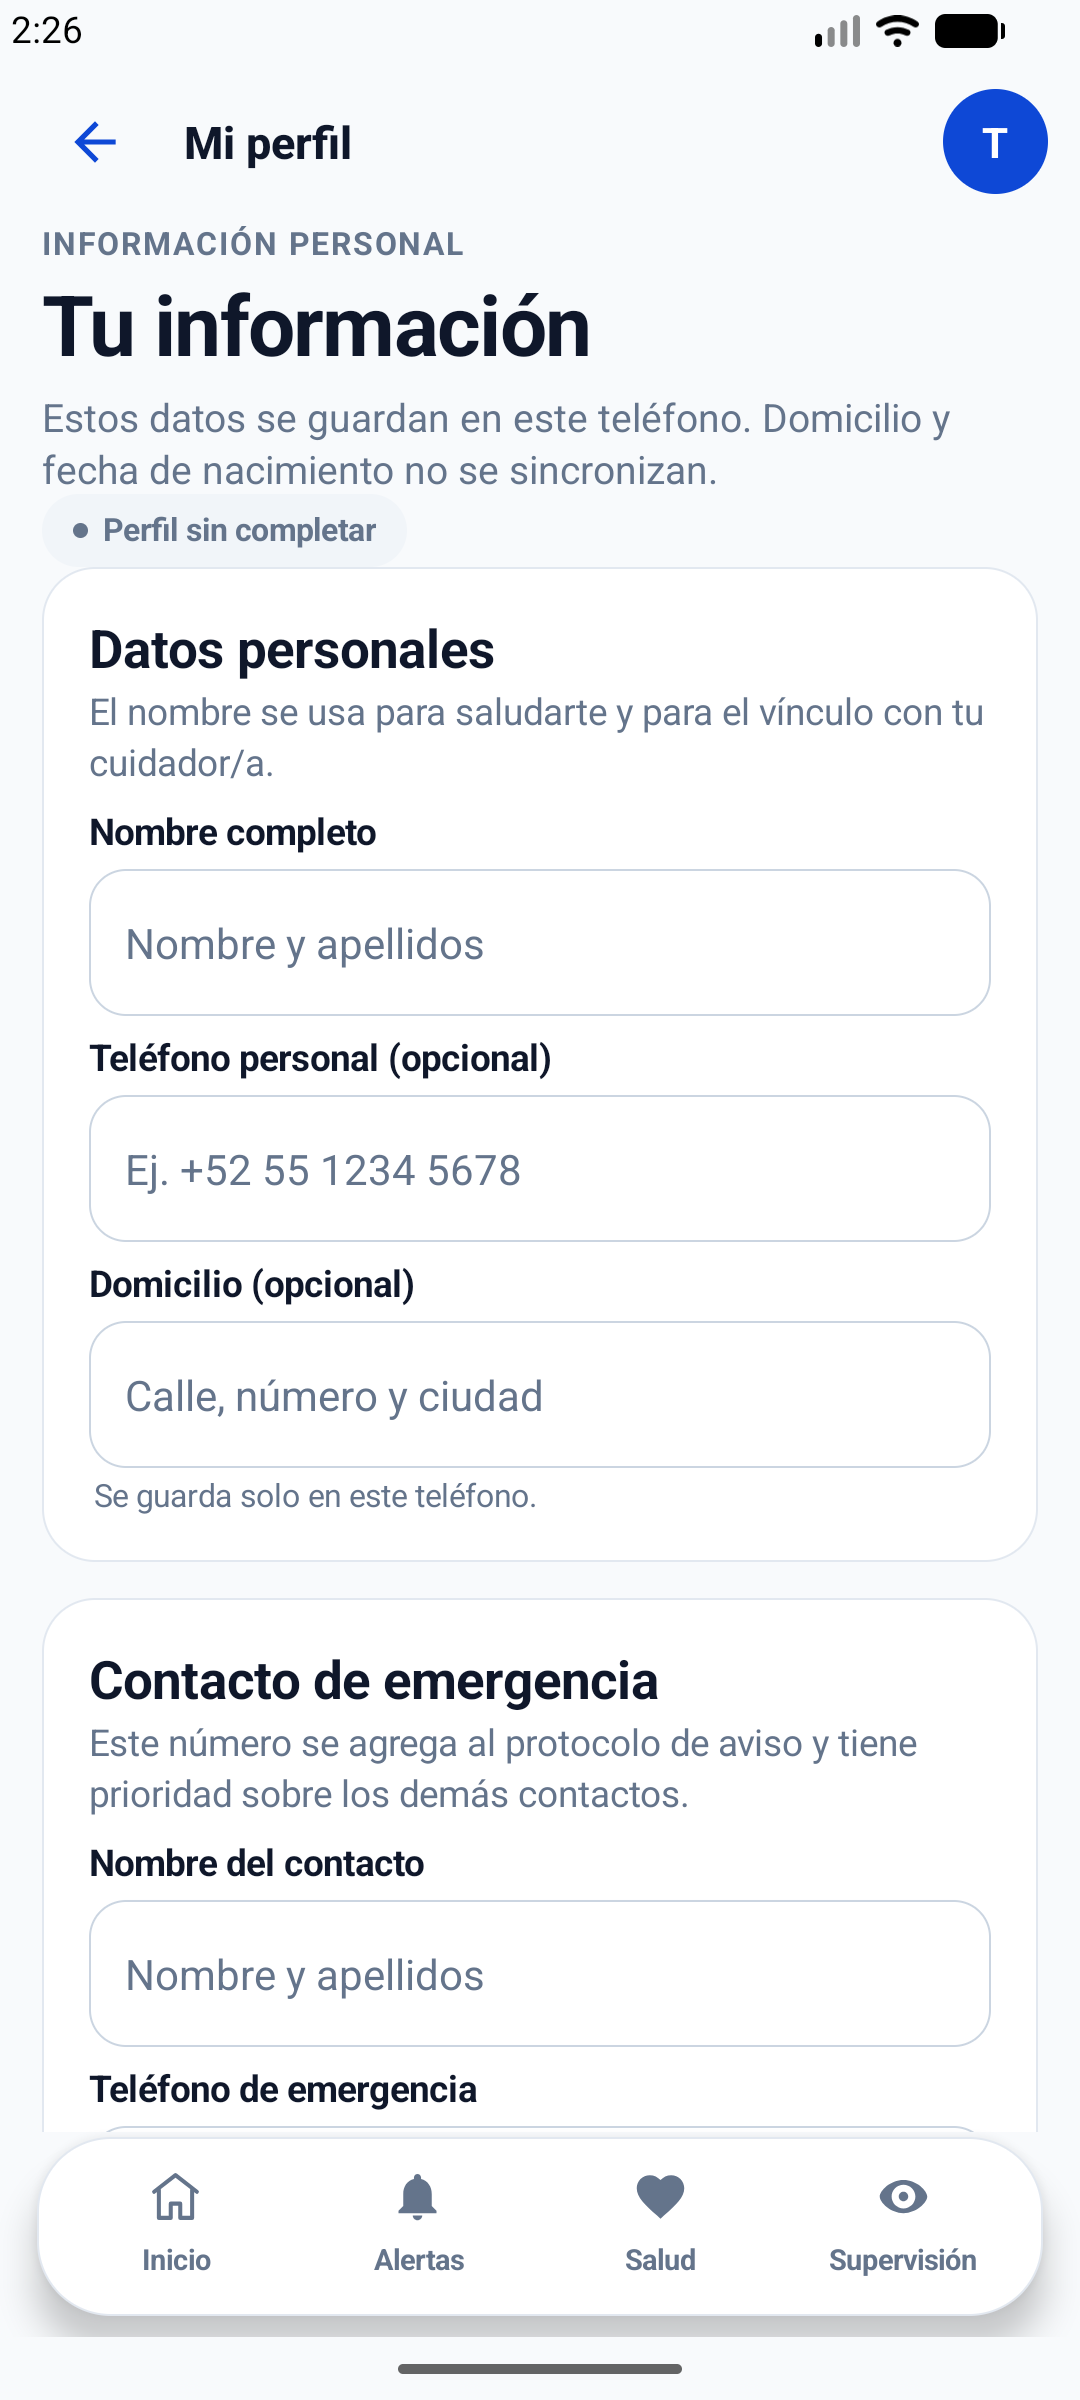 2:26
Mi perfil
T
INFORMACIÓN PERSONAL
Tu información
Estos datos se guardan en este teléfono. Domicilio y
fecha de nacimiento no se sincronizan.
Perfil sin completar
Datos personales
El nombre se usa para saludarte y para el vínculo con tu
cuidador/a.
Nombre completo
Nombre y apellidos
Teléfono personal (opcional)
Ej. +52 55 1234 5678
Domicilio (opcional)
Calle, número y ciudad
Se guarda solo en este teléfono.
Contacto de emergencia
Este número se agrega al protocolo de aviso y tiene
prioridad sobre los demás contactos.
Nombre del contacto
Nombre y apellidos
Teléfono de emergencia
Inicio
Alertas
Salud
Supervisión